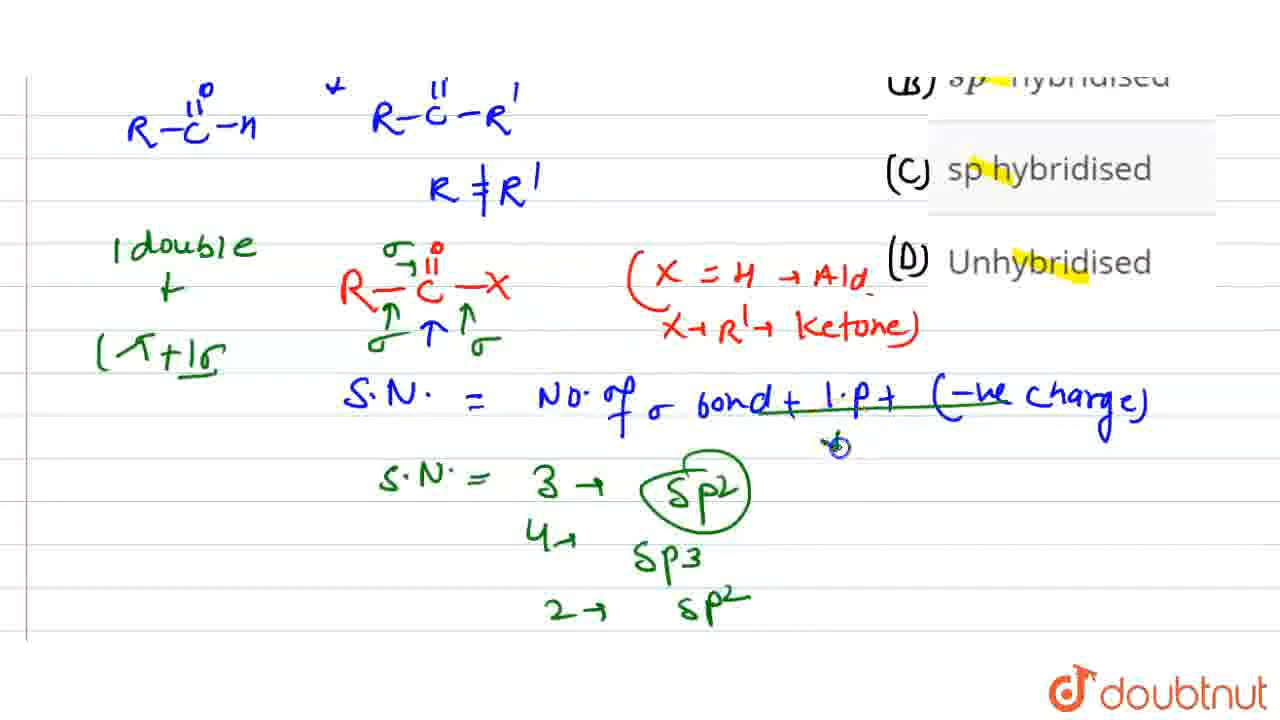 O
R-C-H
+
R-C-R'
(B) sp hybridised
R ≠ R'
(C) sp hybridised
1 double
+
(π+1σ
σ → O
R-C-X
σ ↑ σ
(X = H → Ald.
X → R' → Ketone)
(D) Unhybridised
S.N. = No. of σ bond + l.p + (-ve charge)
S.N. = 3 → sp2
4 → sp3
2 → sp2
doubtnut